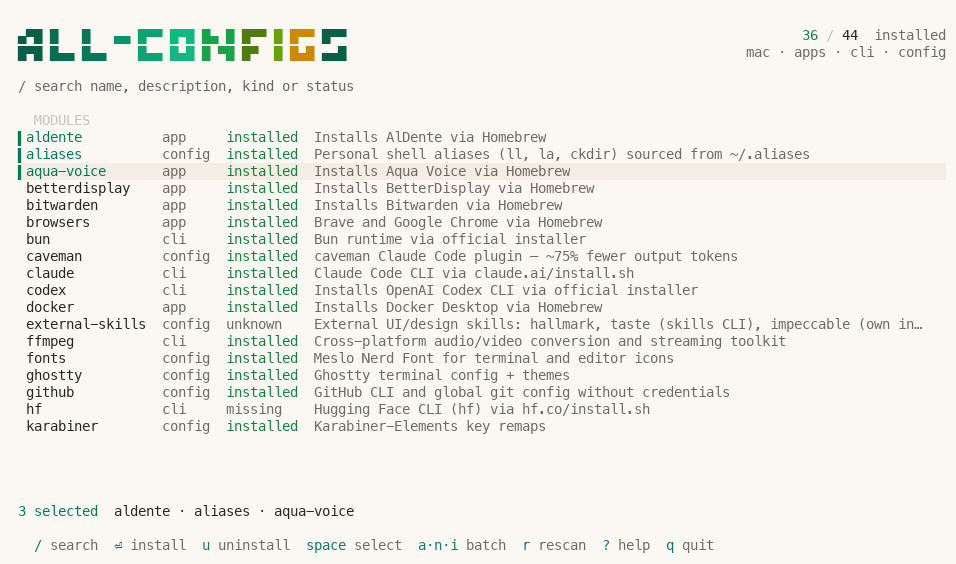 ALL-CONFIGS
36 / 44 installed
mac · apps · cli · config
/ search name, description, kind or status
MODULES
aldente app installed Installs AlDente via Homebrew
aliases config installed Personal shell aliases (ll, la, ckdir) sourced from ~/.aliases
aqua-voice app installed Installs Aqua Voice via Homebrew
betterdisplay app installed Installs BetterDisplay via Homebrew
bitwarden app installed Installs Bitwarden via Homebrew
browsers app installed Brave and Google Chrome via Homebrew
bun cli installed Bun runtime via official installer
caveman config installed caveman Claude Code plugin — ~75% fewer output tokens
claude cli installed Claude Code CLI via claude.ai/install.sh
codex cli installed Installs OpenAI Codex CLI via official installer
docker app installed Installs Docker Desktop via Homebrew
external-skills config unknown External UI/design skills: hallmark, taste (skills CLI), impeccable (own in…
ffmpeg cli installed Cross-platform audio/video conversion and streaming toolkit
fonts config installed Meslo Nerd Font for terminal and editor icons
ghostty config installed Ghostty terminal config + themes
github config installed GitHub CLI and global git config without credentials
hf cli missing Hugging Face CLI (hf) via hf.co/install.sh
karabiner config installed Karabiner-Elements key remaps
3 selected aldente · aliases · aqua-voice
/ search ⏎ install u uninstall space select a·n·i batch r rescan ? help q quit